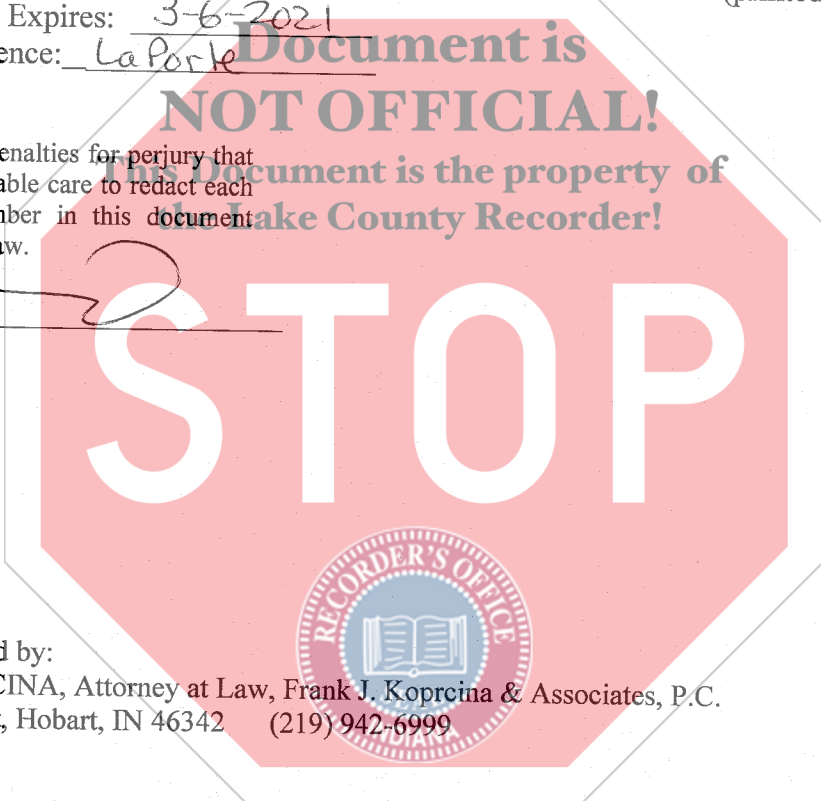 Expires: 3-6-2021
ence: LaPorte
Document is
NOT OFFICIAL!
This Document is the property of
the Lake County Recorder!
enalties for perjury that
able care to redact each
nber in this document
aw.
STOP
RECORDER'S OFFICE
INDIANA
d by:
CINA, Attorney at Law, Frank J. Koprcina & Associates, P.C.
, Hobart, IN 46342 (219) 942-6999